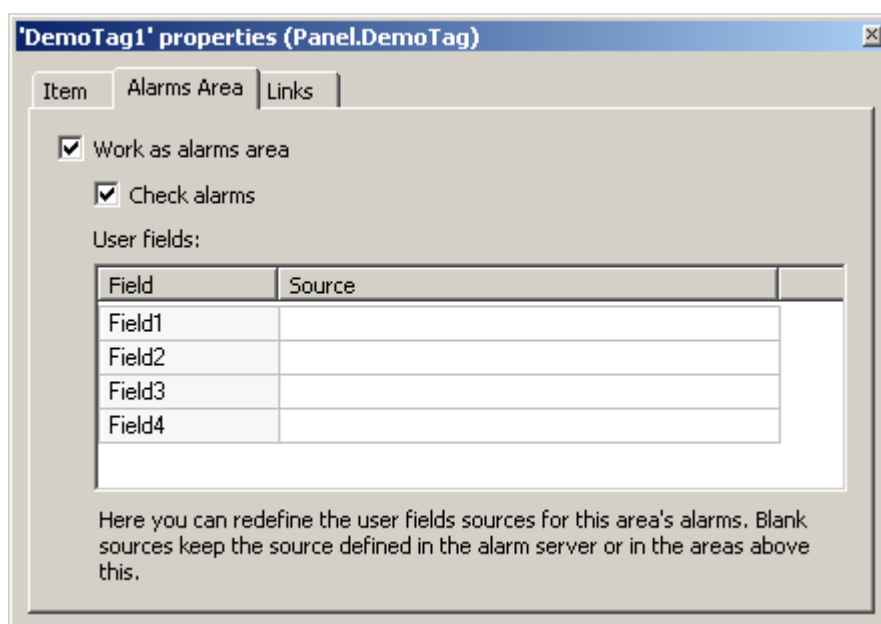 'DemoTag1' properties (Panel.DemoTag)
Item Alarms Area Links
Work as alarms area
Check alarms
User fields:
Field Source
Field1
Field2
Field3
Field4
Here you can redefine the user fields sources for this area's alarms. Blank
sources keep the source defined in the alarm server or in the areas above
this.